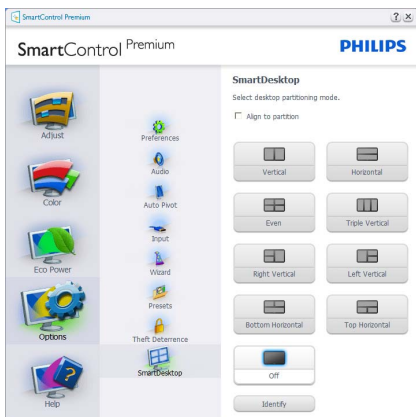 SmartControl Premium
SmartControl Premium
PHILIPS
Adjust
Color
Eco Power
Options
Help
Preferences
Audio
Auto Pivot
Input
Wizard
Presets
Theft Deterrence
SmartDesktop
SmartDesktop
Select desktop partitioning mode.
Align to partition
Vertical
Horizontal
Even
Triple Vertical
Right Vertical
Left Vertical
Bottom Horizontal
Top Horizontal
Off
Identify